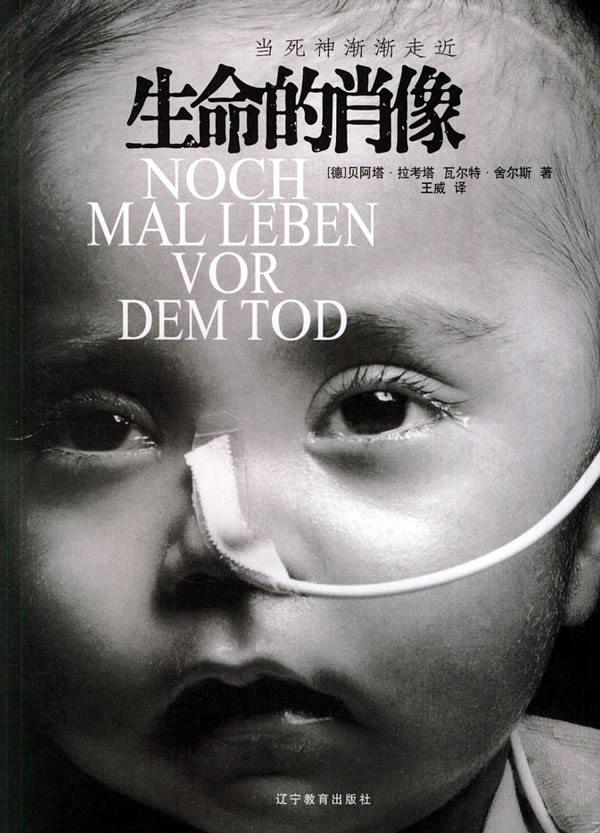 当死神渐渐走近
生命的肖像
NOCH
MAL LEBEN
VOR
DEM TOD
[德]贝阿塔·拉考塔 瓦尔特·舍尔斯 著
王威 译
辽宁教育出版社